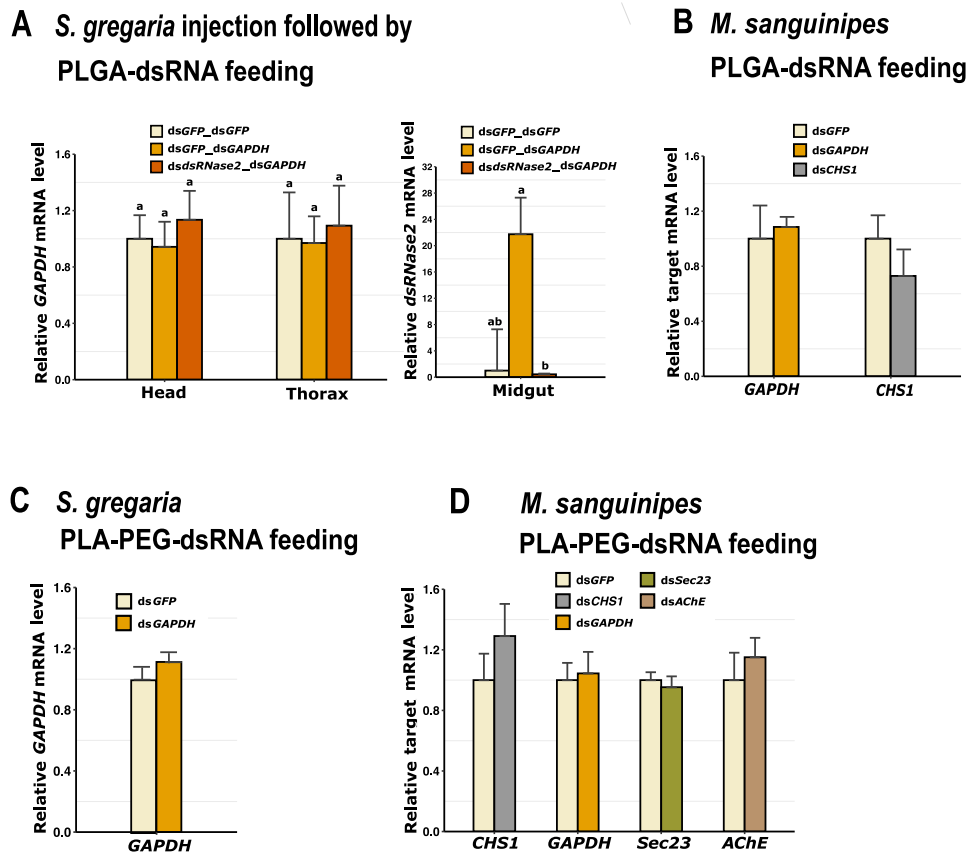 A S. gregaria injection followed by
PLGA-dsRNA feeding
dsGFP_dsGFP
dsGFP_dsGAPDH
dsdsRNase2_dsGAPDH
Relative GAPDH mRNA level
1.6
1.2
0.8
0.4
0.0
a a a a a a
Head Thorax
dsGFP_dsGFP
dsGFP_dsGAPDH
dsdsRNase2_dsGAPDH
Relative dsRNase2 mRNA level
32
28
24
20
16
12
8
4
0
ab a b
Midgut
B M. sanguinipes
PLGA-dsRNA feeding
dsGFP
dsGAPDH
dsCHS1
Relative target mRNA level
1.6
1.2
0.8
0.4
0.0
GAPDH CHS1
C S. gregaria
PLA-PEG-dsRNA feeding
dsGFP
dsGAPDH
Relative GAPDH mRNA level
1.6
1.2
0.8
0.4
0.0
GAPDH
D M. sanguinipes
PLA-PEG-dsRNA feeding
dsGFP dsSec23
dsCHS1 dsAChE
dsGAPDH
Relative target mRNA level
1.6
1.2
0.8
0.4
0.0
CHS1 GAPDH Sec23 AChE